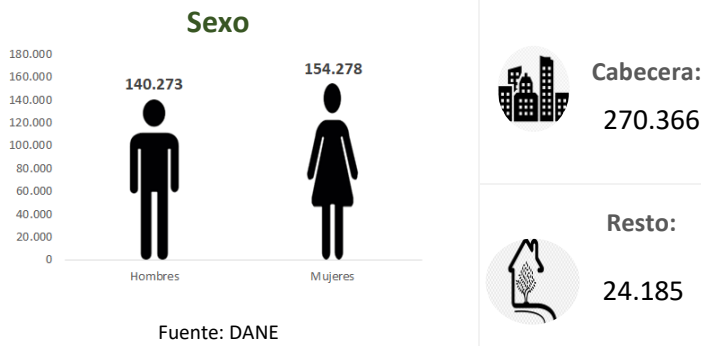 Sexo
180.000
160.000
140.000
120.000
100.000
80.000
60.000
40.000
20.000
0
140.273
154.278
Hombres
Mujeres
Fuente: DANE
Cabecera:
270.366
Resto:
24.185